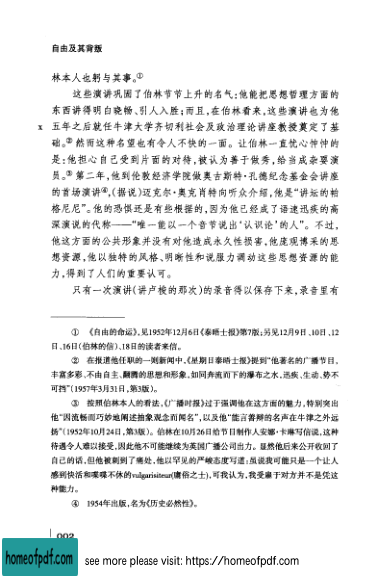 自由及其背叛
林本人也躬与其事。①
这些演讲巩固了伯林节节上升的名气:他能把思想哲理方面的
东西讲得明白晓畅、引人入胜;而且,在伯林看来,这些演讲也为他
x 五年之后就任牛津大学齐切利社会及政治理论讲座教授奠定了基
础。② 然而这种名望也有令人不快的一面。让伯林一直忧心忡忡的
是:他担心自己受到片面的对待,被认为善于做秀,给当成杂耍演
员。③ 第二年,他到伦敦经济学院做奥古斯特·孔德纪念基金会讲座
的首场演讲④,(据说)迈克尔·奥克肖特向听众介绍,他是“讲坛的帕
格尼尼”。他的恐惧还是有些根据的,因为他已经成了语速迅疾的高
深演说的代称——“唯一能以一个音节说出‘认识论’的人”。不过,
他这方面的公共形象并没有对他造成永久性损害,他庞观博采的思
想资源,他以独特的风格、明晰性和说服力调动这些思想资源的能
力,得到了人们的重要认可。
只有一次演讲(讲卢梭的那次)的录音得以保存下来,录音里有
① 《自由的命运》,见1952年12月6日《泰晤士报》第7版;另见12月9日、10日、12
日、16日(伯林的信)、18日的读者来信。
② 在报道他任职的一则新闻中,《星期日泰晤士报》提到“他著名的广播节目,
丰富多彩、不由自主、翻腾的思想和形象,如同奔流而下的瀑布之水,迅疾、生动、势不
可挡”(1957年3月31日,第3版)。
③ 按照伯林本人的看法,《广播时报》过于强调他在这方面的魅力,特别突出
他“因流畅而巧妙地阐述抽象观念而闻名”,以及他“能言善辩的名声在牛津之外远
扬”(1952年10月24日,第3版)。伯林在10月26日给节目制作人安娜·卡琳写信说,这种
待遇令人难以接受,因此他不可能继续为英国广播公司出力。显然他后来公开收回了
自己的话,但他被刺到了痛处,他以罕见的严峻态度写道:虽说我可能只是一个让人
感到快活和喋喋不休的vulgarisiteur(庸俗之士),可我认为,我受雇于对方并不是凭这
种能力。
④ 1954年出版,名为《历史必然性》。
002
homeofpdf.com
see more please visit: https://homeofpdf.com